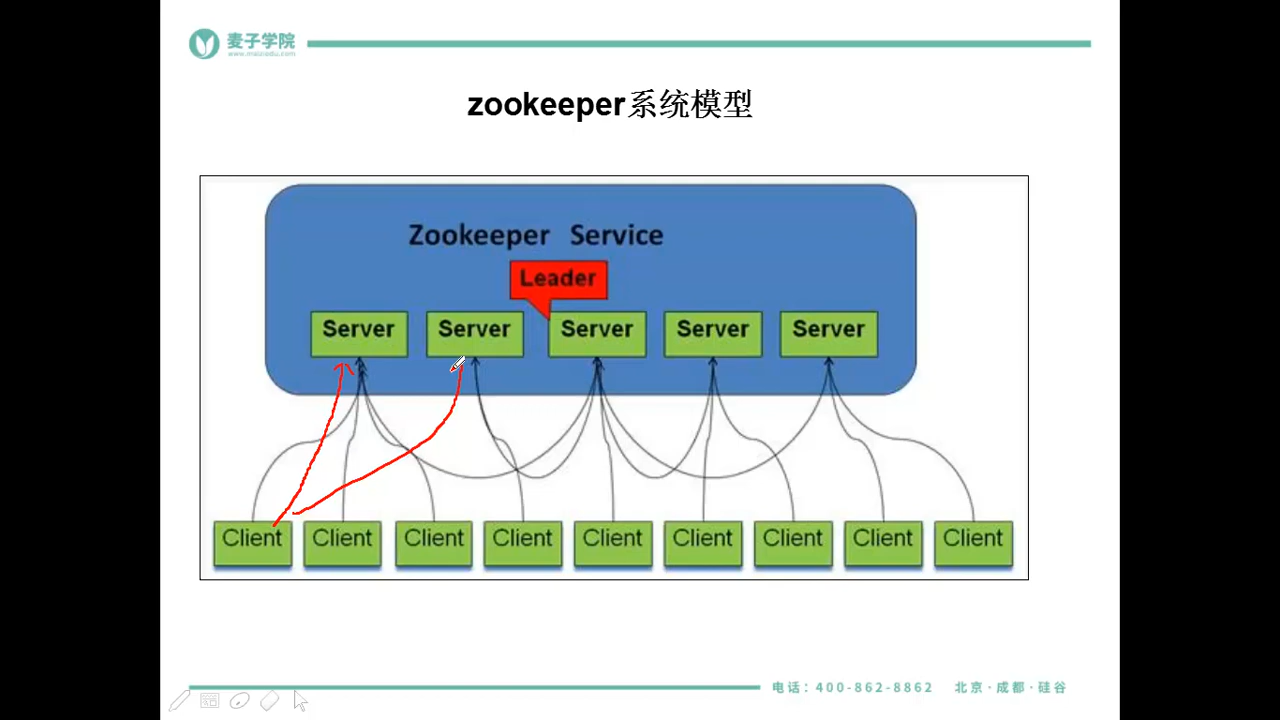 麦子学院
www.maiziedu.com
zookeeper系统模型
Zookeeper Service
Leader
Server Server Server Server Server
Client Client Client Client Client Client Client Client Client
电话：400-862-8862 北京·成都·硅谷